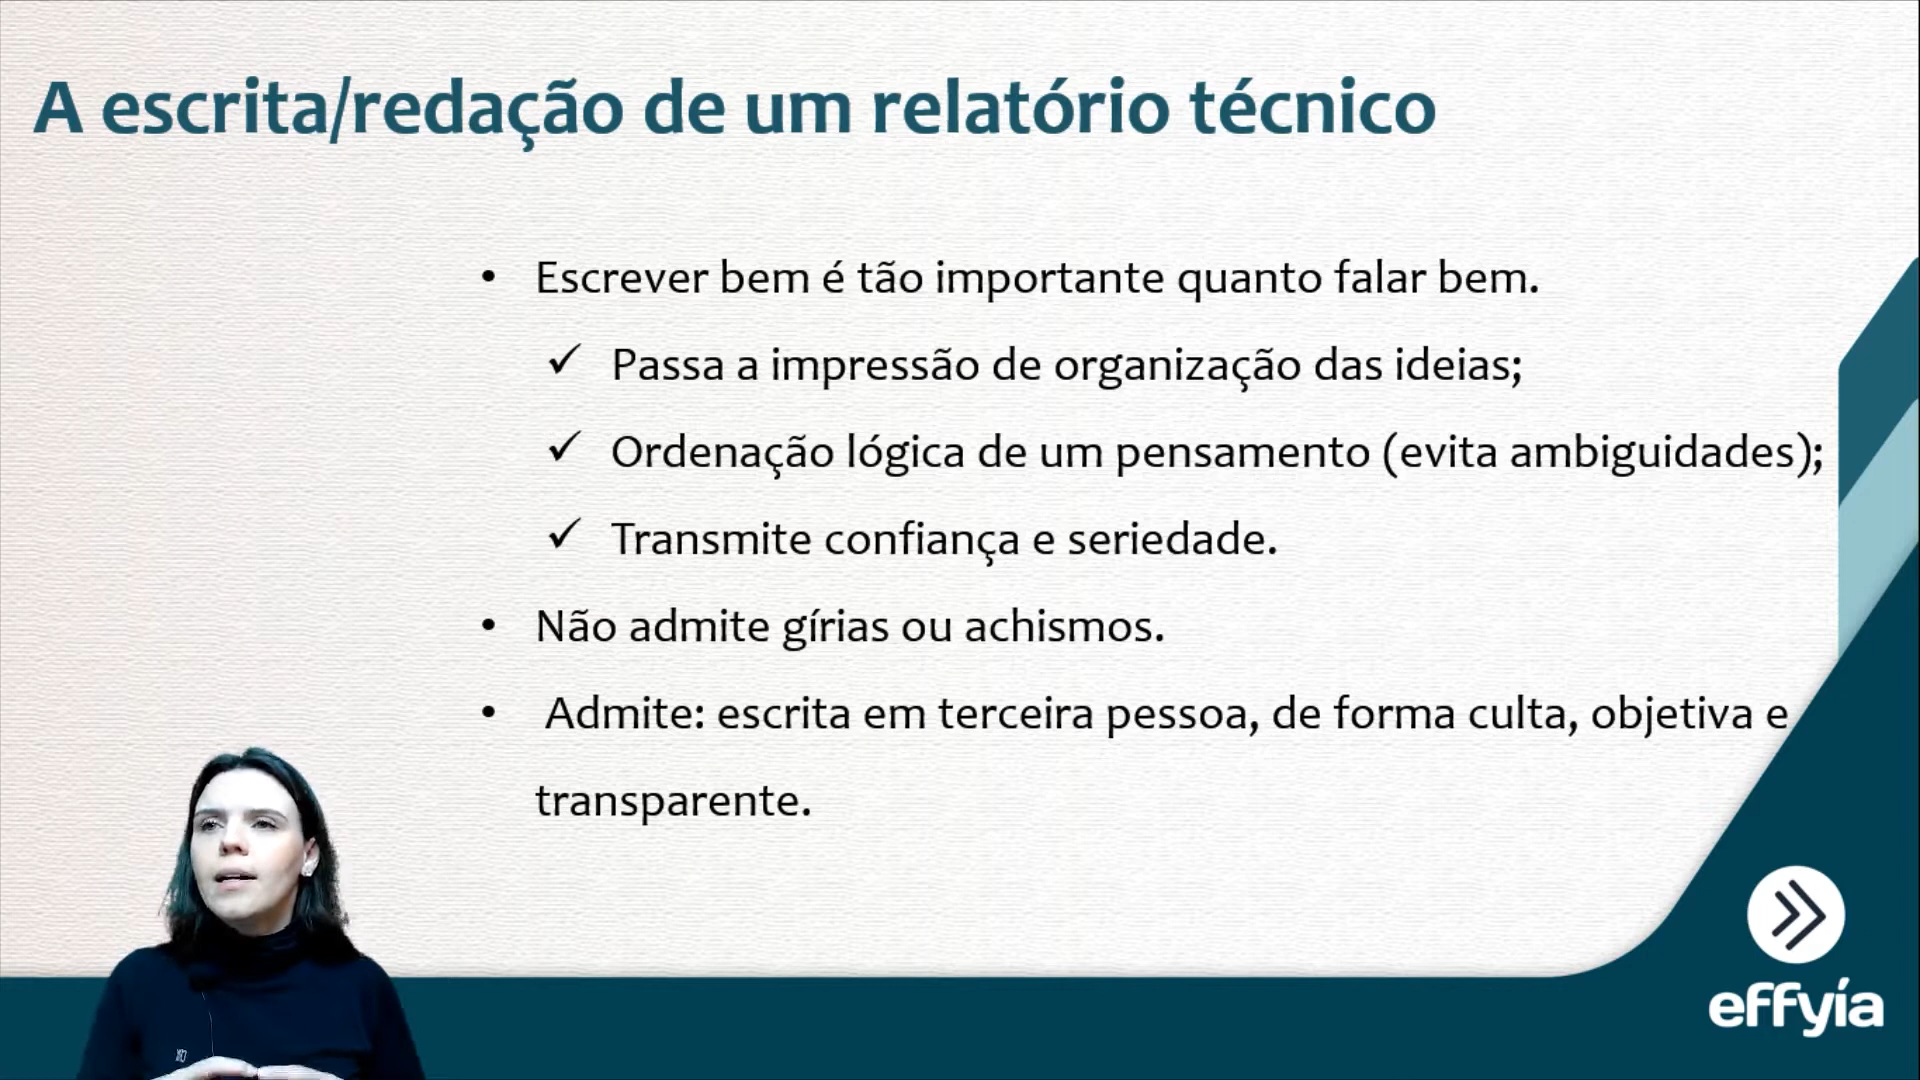 A escrita/redação de um relatório técnico
• Escrever bem é tão importante quanto falar bem.
✓ Passa a impressão de organização das ideias;
✓ Ordenação lógica de um pensamento (evita ambiguidades);
✓ Transmite confiança e seriedade.
• Não admite gírias ou achismos.
• Admite: escrita em terceira pessoa, de forma culta, objetiva e
transparente.
effyía